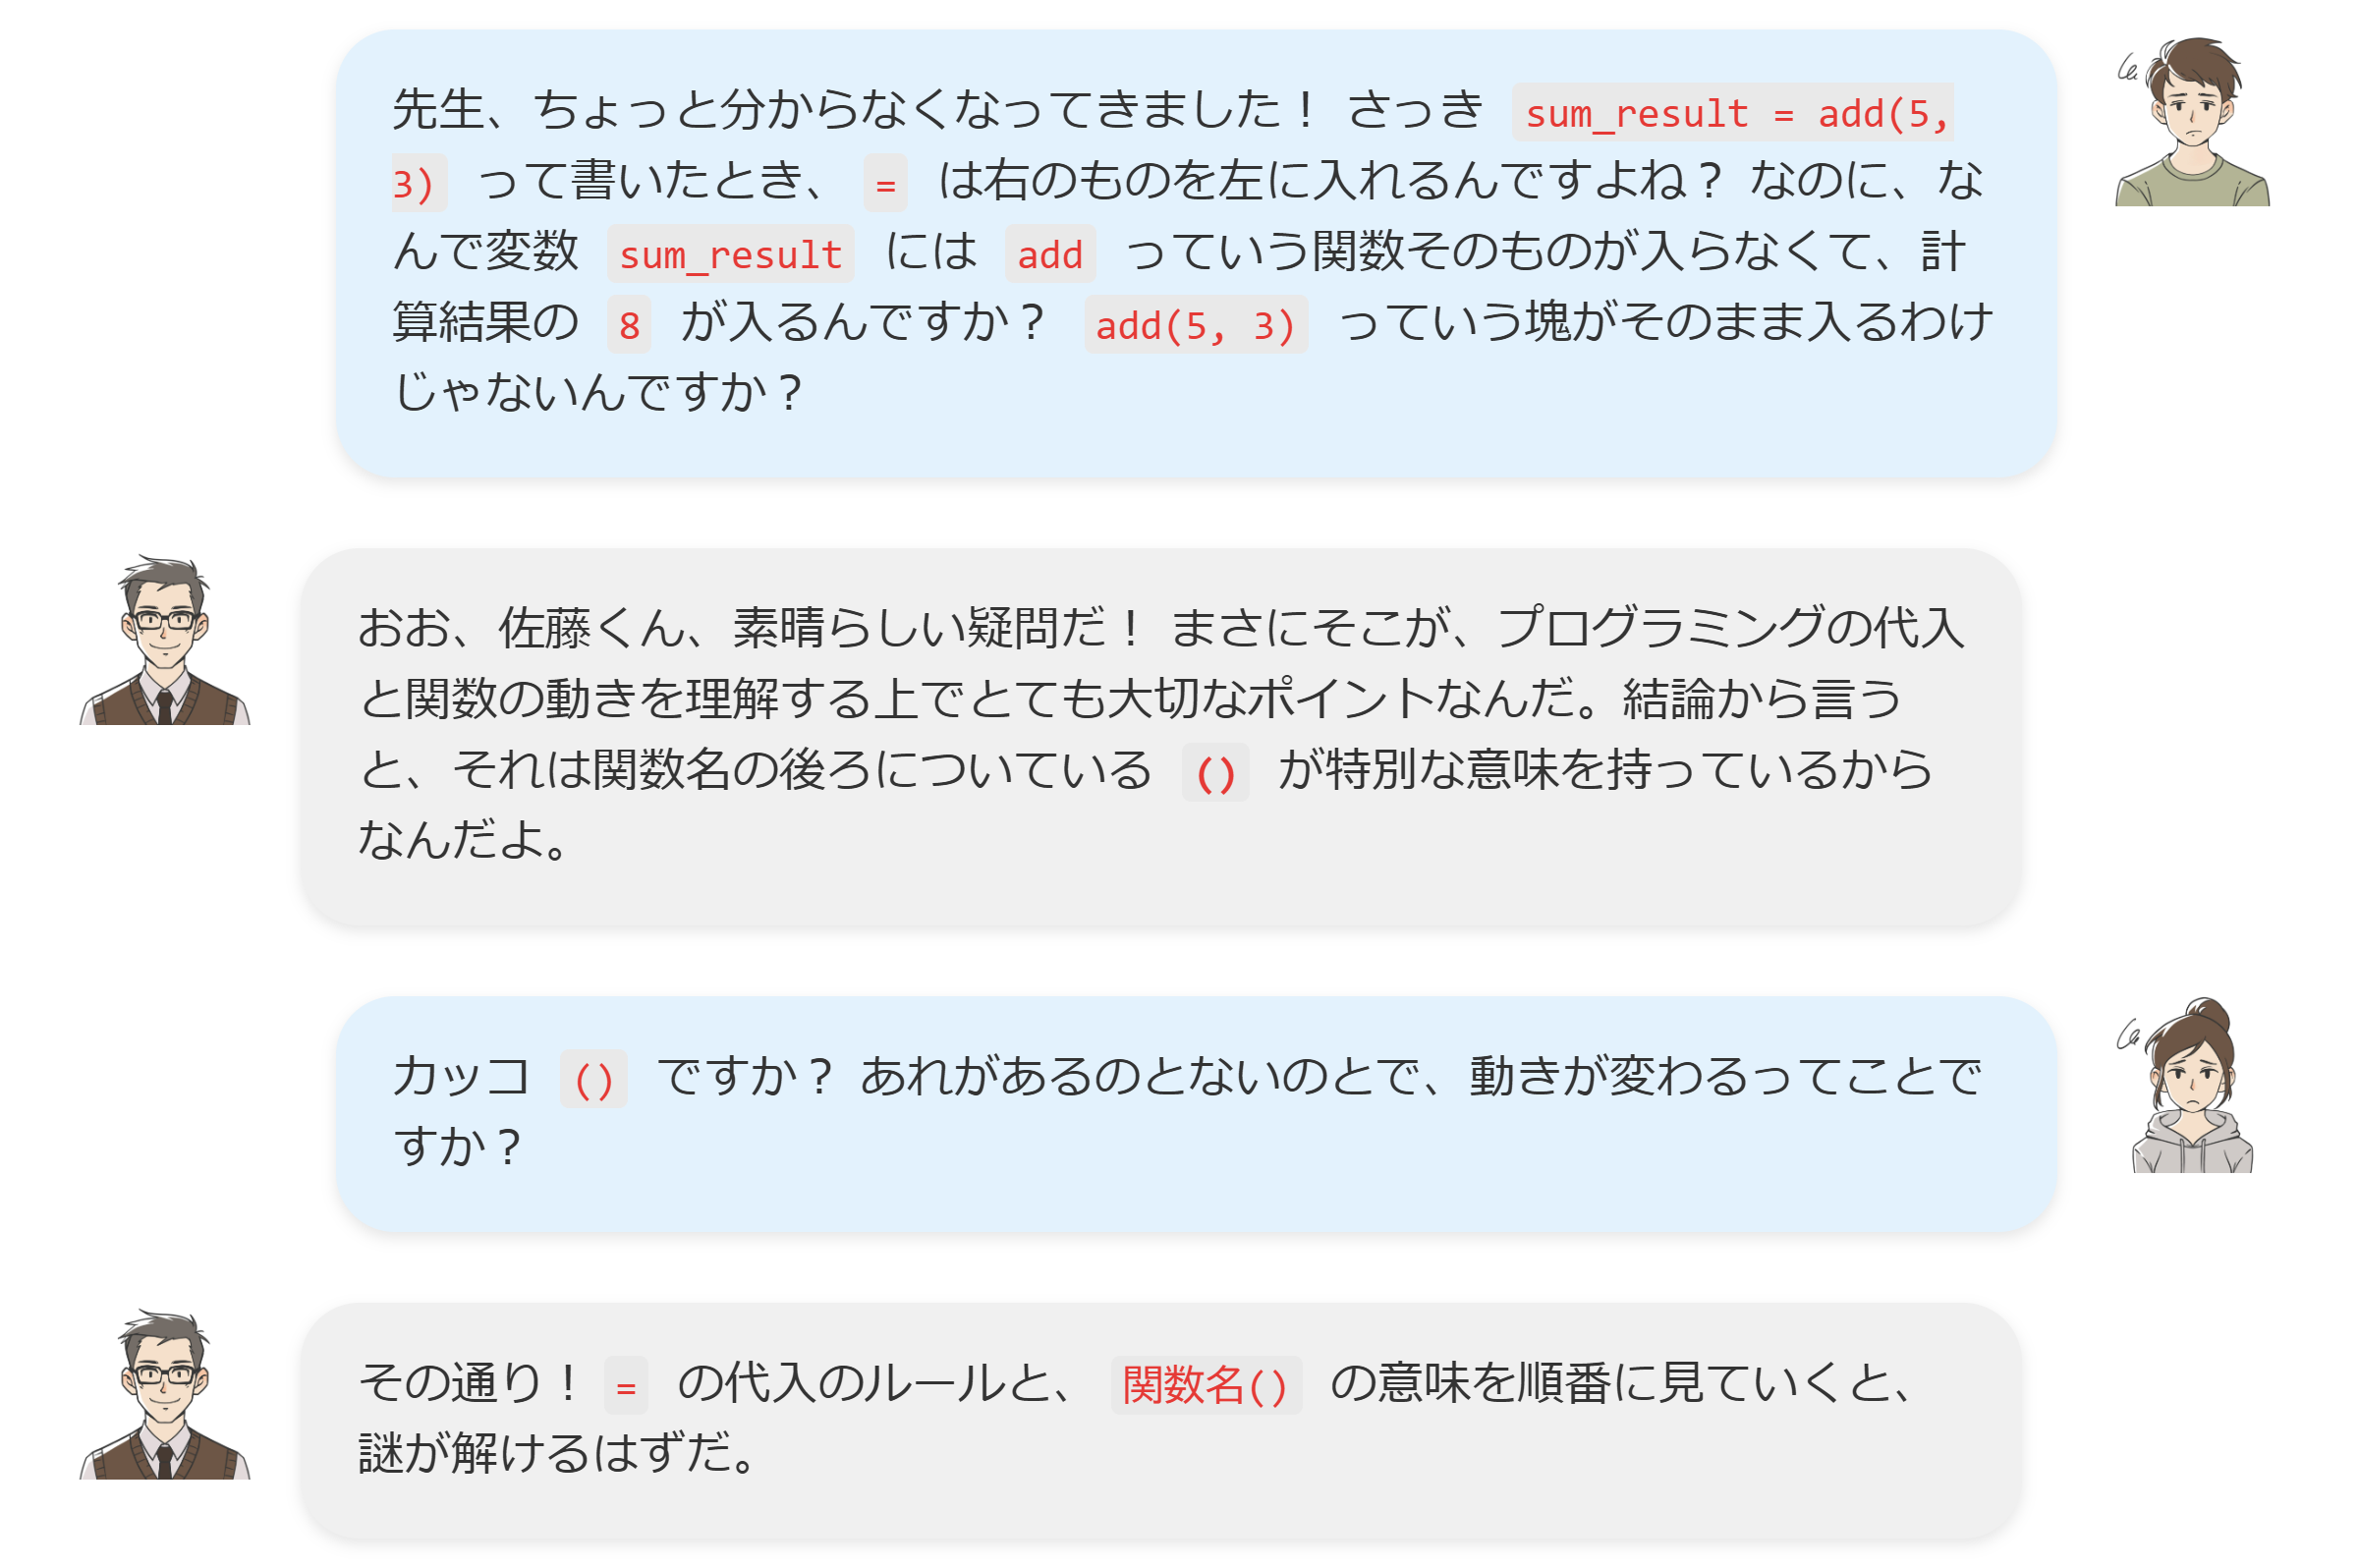 先生、ちょっと分からなくなってきました！ さっき sum_result = add(5,
3) って書いたとき、 = は右のものを左に入れるんですよね？ なのに、な
んで変数 sum_result には add っていう関数そのものが入らなくて、計
算結果の 8 が入るんですか？ add(5, 3) っていう塊がそのまま入るわけ
じゃないんですか？
おお、佐藤くん、素晴らしい疑問だ！ まさにそこが、プログラミングの代入
と関数の動きを理解する上でとても大切なポイントなんだ。結論から言う
と、それは関数名の後ろについている () が特別な意味を持っているから
なんだよ。
カッコ () ですか？ あれがあるのとないのとで、動きが変わるってことで
すか？
その通り！ = の代入のルールと、 関数名() の意味を順番に見ていくと、
謎が解けるはずだ。